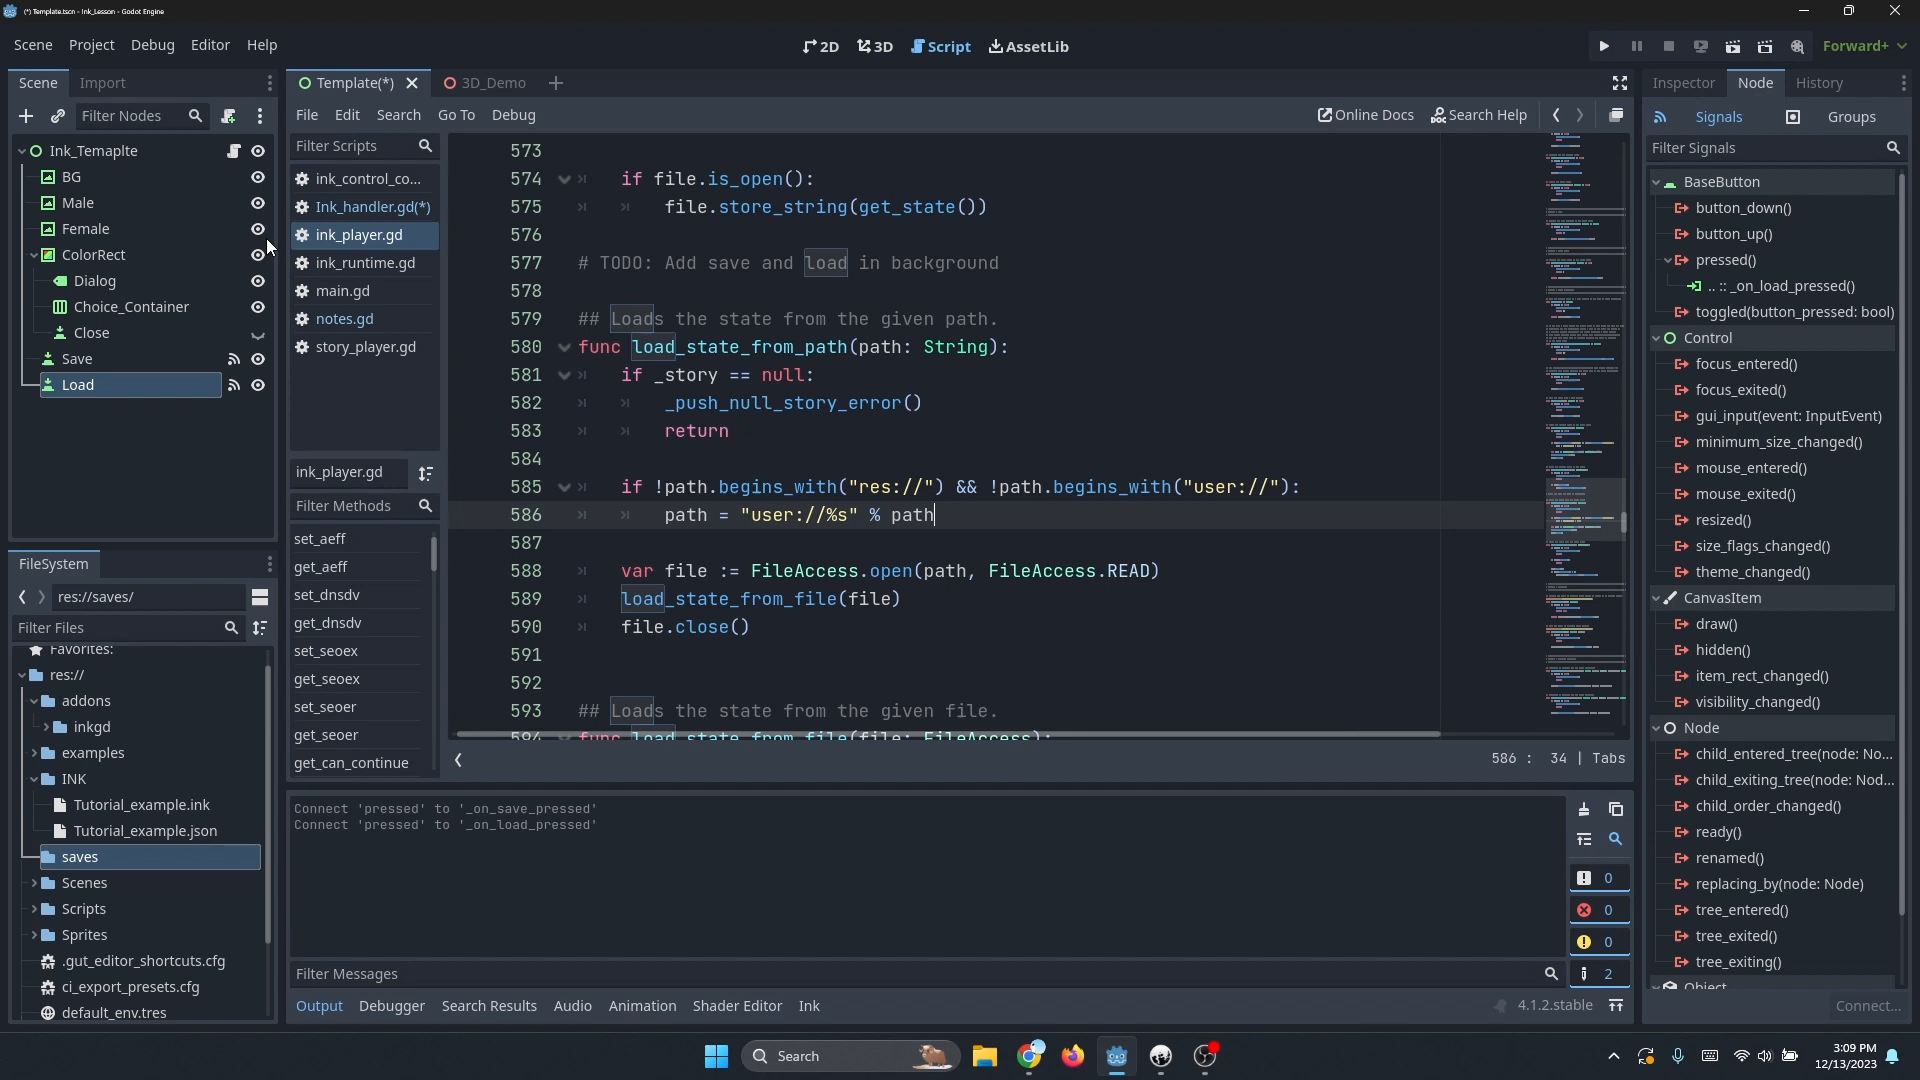 (*) Template.tscn - Ink_Lesson - Godot Engine
Scene Project Debug Editor Help
2D 3D Script AssetLib
Forward+
Scene Import
Filter Nodes
Ink_Temaplte
BG
Male
Female
ColorRect
Dialog
Choice_Container
Close
Save
Load
FileSystem
res://saves/
Filter Files
Favorites:
res://
addons
inkgd
examples
INK
Tutorial_example.ink
Tutorial_example.json
saves
Scenes
Scripts
Sprites
.gut_editor_shortcuts.cfg
ci_export_presets.cfg
default_env.tres
Template(*) 3D_Demo
File Edit Search Go To Debug
Online Docs Search Help
Filter Scripts
ink_control_co...
Ink_handler.gd(*)
ink_player.gd
ink_runtime.gd
main.gd
notes.gd
story_player.gd
ink_player.gd
Filter Methods
set_aeff
get_aeff
set_dnsdv
get_dnsdv
set_seoex
get_seoex
set_seoer
get_seoer
get_can_continue
573
574 if file.is_open():
575 file.store_string(get_state())
576
577 # TODO: Add save and load in background
578
579 ## Loads the state from the given path.
580 func load_state_from_path(path: String):
581 if _story == null:
582 _push_null_story_error()
583 return
584
585 if !path.begins_with("res://") && !path.begins_with("user://"):
586 path = "user://%s" % path
587
588 var file := FileAccess.open(path, FileAccess.READ)
589 load_state_from_file(file)
590 file.close()
591
592
593 ## Loads the state from the given file.
594 func load_state_from_file(file: FileAccess):
586 : 34 | Tabs
Connect 'pressed' to '_on_save_pressed'
Connect 'pressed' to '_on_load_pressed'
0
0
0
2
Filter Messages
Output Debugger Search Results Audio Animation Shader Editor Ink
4.1.2.stable
Inspector Node History
Signals Groups
Filter Signals
BaseButton
button_down()
button_up()
pressed()
.. :: _on_load_pressed()
toggled(button_pressed: bool)
Control
focus_entered()
focus_exited()
gui_input(event: InputEvent)
minimum_size_changed()
mouse_entered()
mouse_exited()
resized()
size_flags_changed()
theme_changed()
CanvasItem
draw()
hidden()
item_rect_changed()
visibility_changed()
Node
child_entered_tree(node: No...
child_exiting_tree(node: Nod...
child_order_changed()
ready()
renamed()
replacing_by(node: Node)
tree_entered()
tree_exited()
tree_exiting()
Object
Connect...
Search
3:09 PM
12/13/2023